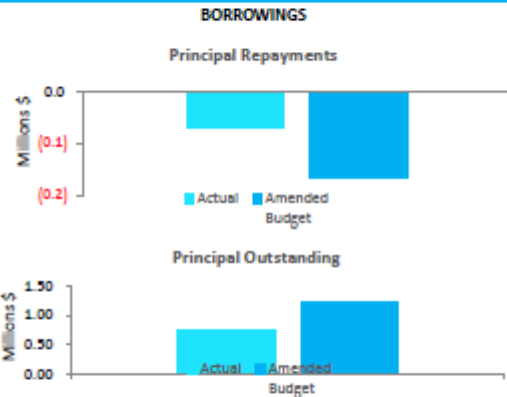 BORROWINGS
Principal Repayments
Millions $
0.0
(0.1)
(0.2)
Actual
Amended
Budget
Principal Outstanding
Millions $
1.50
1.00
0.50
0.00
Actual
Amended
Budget